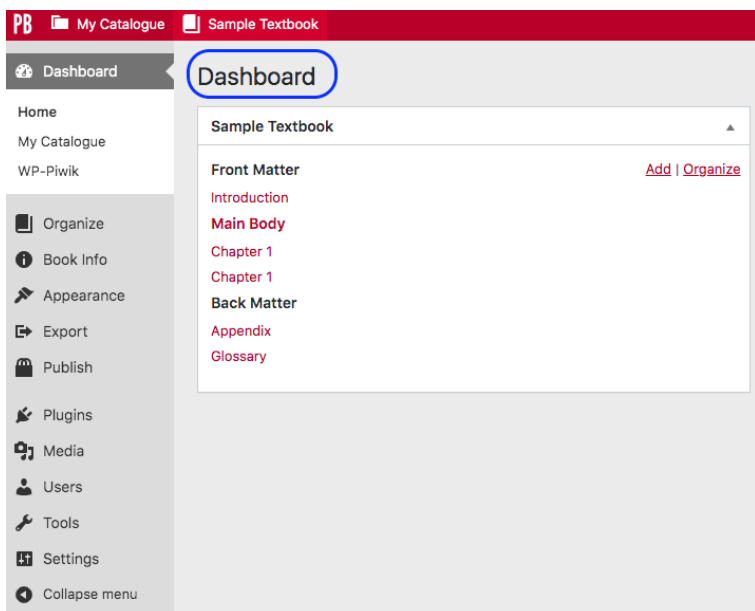 PB My Catalogue Sample Textbook
Dashboard
Home
My Catalogue
WP-Piwik
Organize
Book Info
Appearance
Export
Publish
Plugins
Media
Users
Tools
Settings
Collapse menu
Dashboard
Sample Textbook
Front Matter Add | Organize
Introduction
Main Body
Chapter 1
Chapter 1
Back Matter
Appendix
Glossary